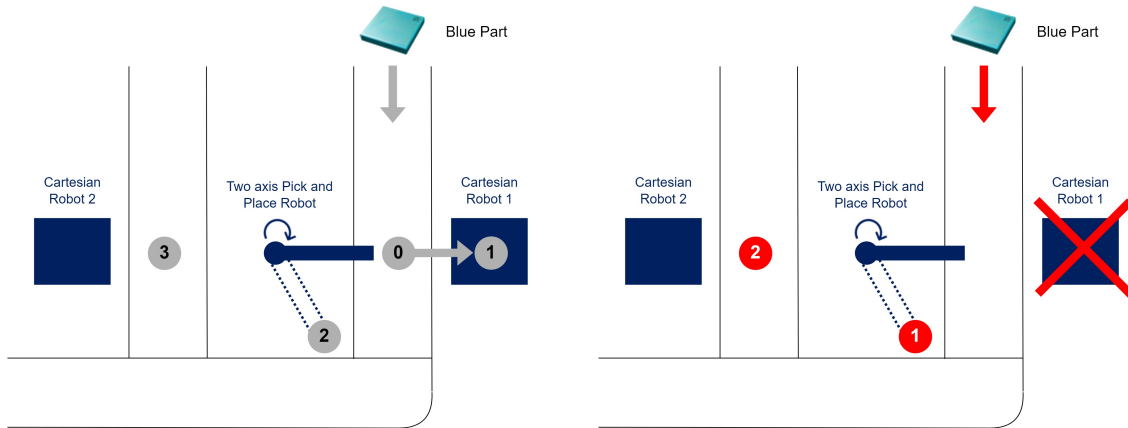 Blue Part
Cartesian
Robot 2
Two axis Pick and
Place Robot
Cartesian
Robot 1
3
0
1
2
Blue Part
Cartesian
Robot 2
Two axis Pick and
Place Robot
Cartesian
Robot 1
2
1